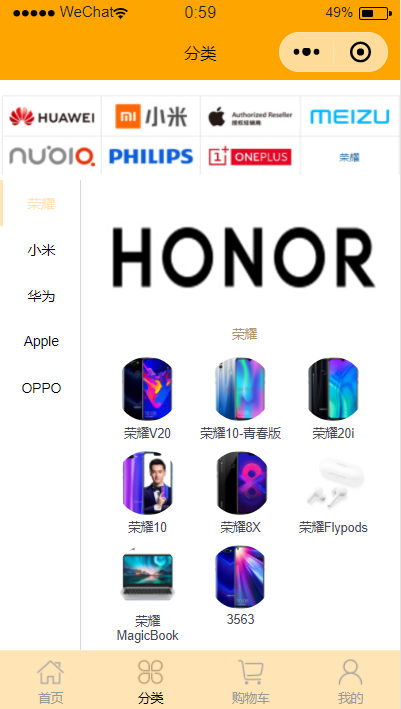 WeChat 0:59 49%
分类
HUAWEI 小米 Authorized Reseller MEIZU
授权经销商
nubia PHILIPS 1+ ONEPLUS 荣耀
荣耀
小米
华为
Apple
OPPO
HONOR
荣耀
荣耀V20 荣耀10-青春版 荣耀20i
荣耀10 荣耀8X 荣耀Flypods
荣耀 3563
MagicBook
首页 分类 购物车 我的